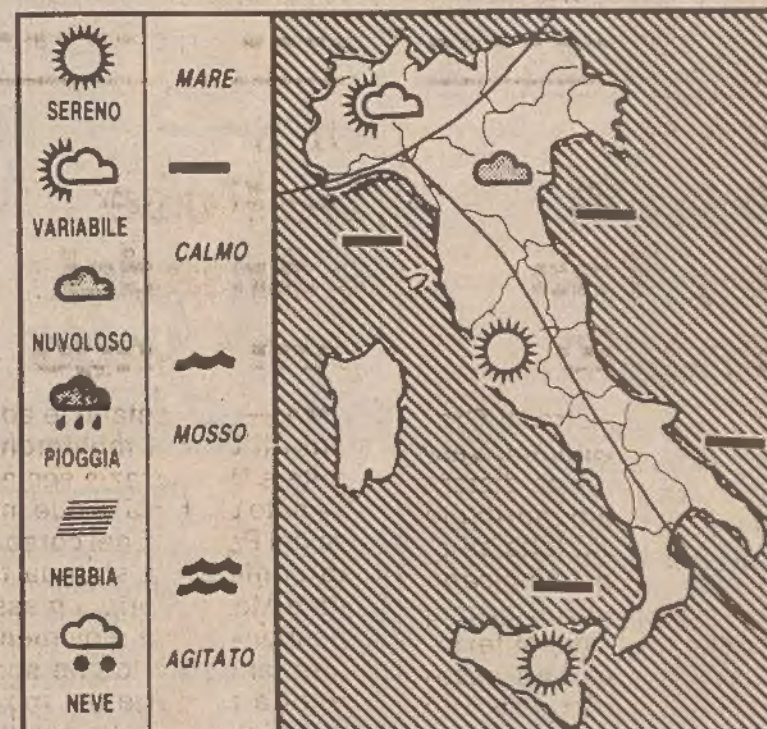 SERENO
VARIABILE
NUVOLOSO
PIOGGIA
NEBBIA
NEVE
MARE
CALMO
MOSSO
AGITATO